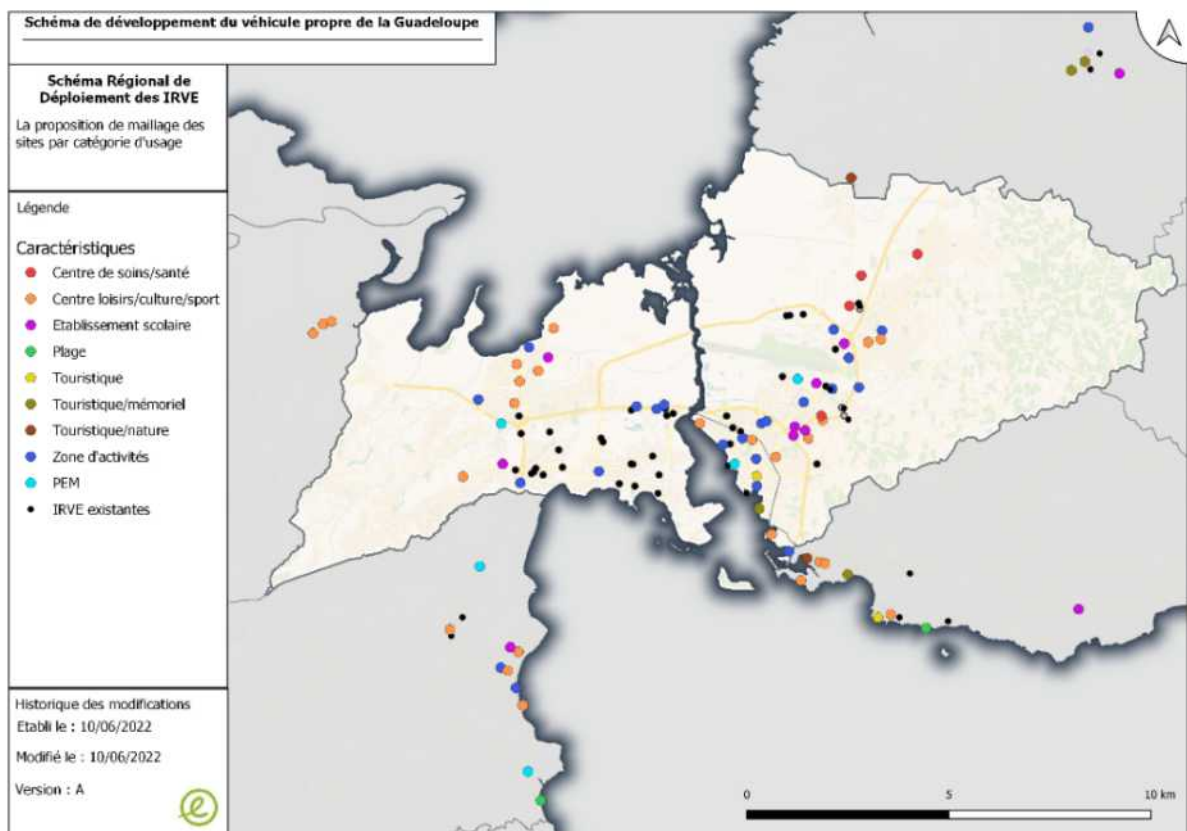 Schéma de développement du véhicule propre de la Guadeloupe
Schéma Régional de
Déploiement des IRVE
La proposition de maillage des
sites par catégorie d'usage
Légende
Caractéristiques
Centre de soins/santé
Centre loisirs/culture/sport
Etablissement scolaire
Plage
Touristique
Touristique/mémoriel
Touristique/nature
Zone d'activités
PEM
IRVE existantes
Historique des modifications
Etabli le : 10/06/2022
Modifié le : 10/06/2022
Version : A
0 5 10 km